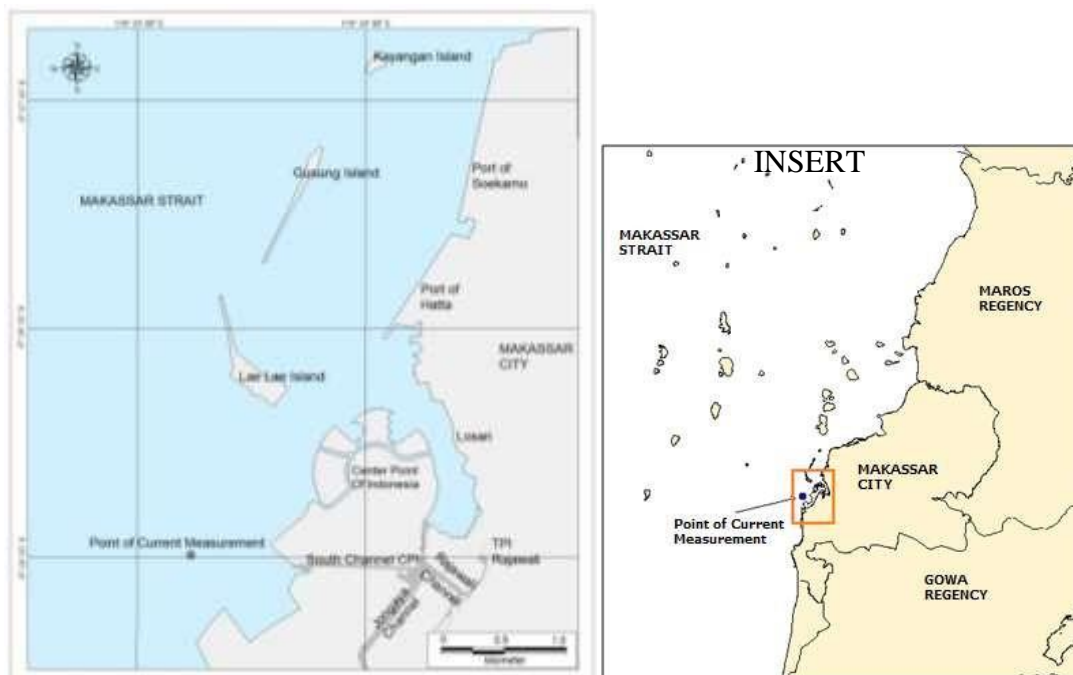 Kayangan Island
Gusung Island
Port of
Soekarno
MAKASSAR STRAIT
Port of
Hatta
MAKASSAR
CITY
Lae Lae Island
Losari
Center Point
Of Indonesia
Point of Current Measurement
South Channel CPI
TPI
Rajawali
Rajawali
Channel
Jongaya
Channel
0 0.5 1.0
kilometer
INSERT
MAKASSAR
STRAIT
MAROS
REGENCY
MAKASSAR
CITY
Point of Current
Measurement
GOWA
REGENCY